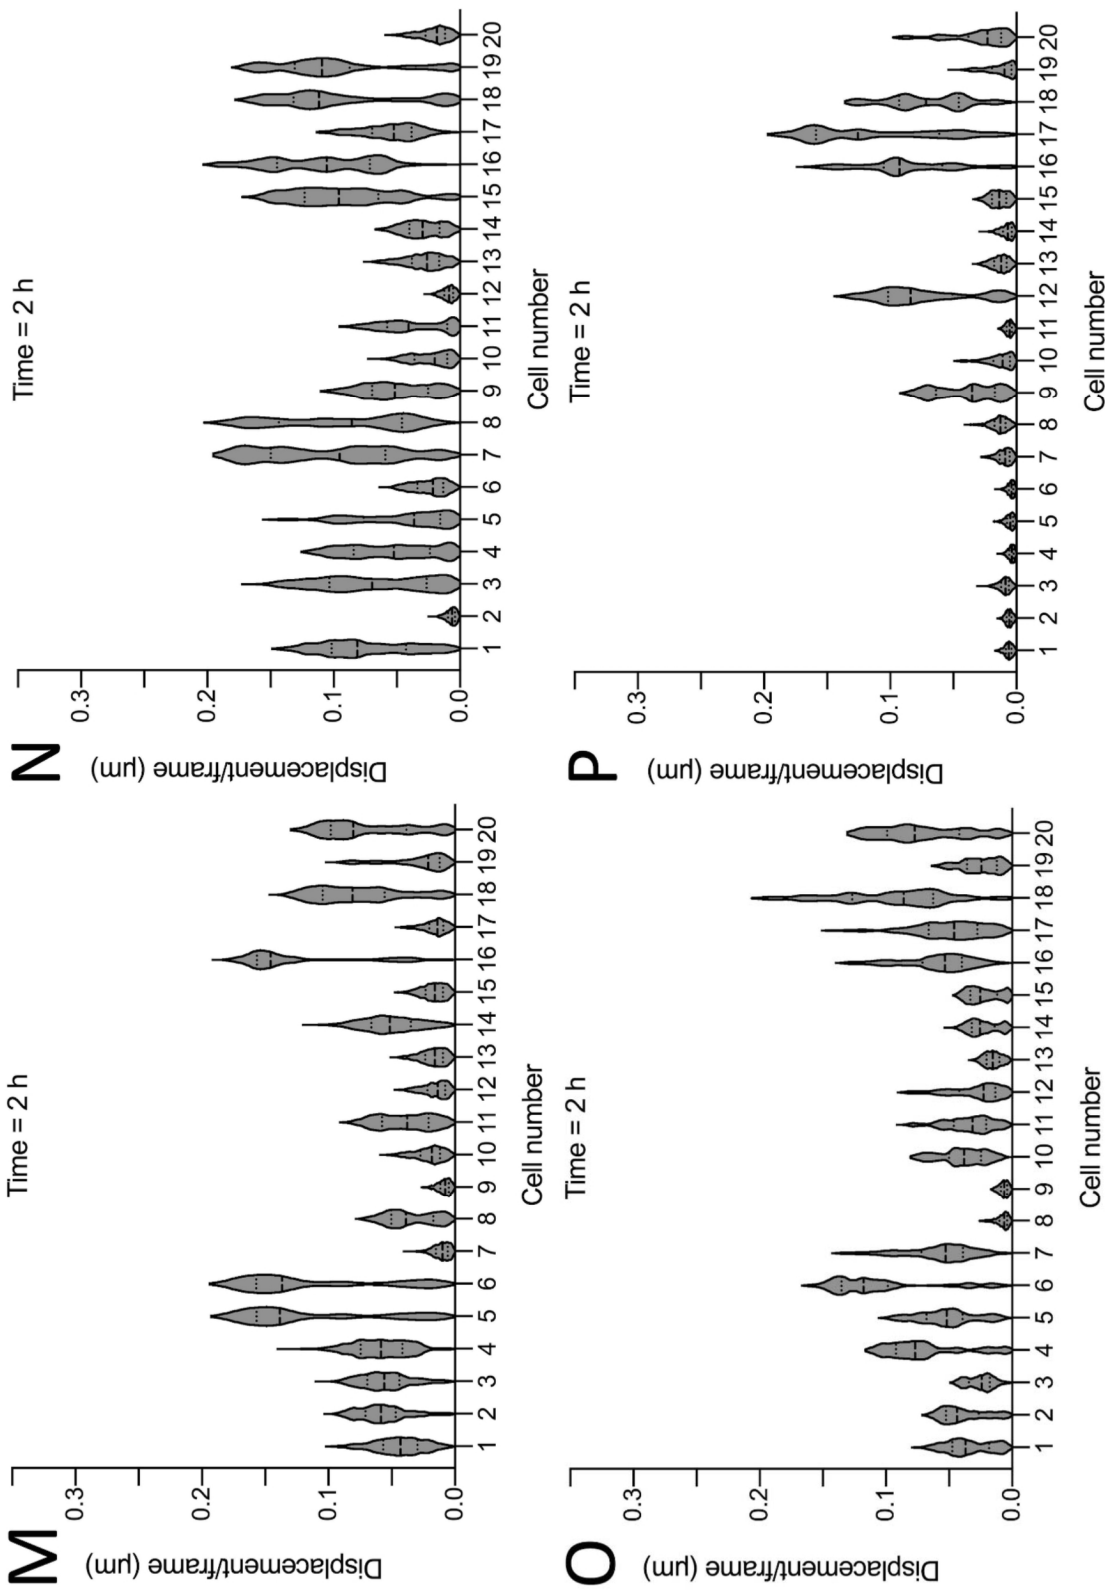 M
Time = 2 h
Displacement/frame (µm)
0.3
0.2
0.1
0.0
1 2 3 4 5 6 7 8 9 10 11 12 13 14 15 16 17 18 19 20
Cell number
N
Time = 2 h
Displacement/frame (µm)
0.3
0.2
0.1
0.0
1 2 3 4 5 6 7 8 9 10 11 12 13 14 15 16 17 18 19 20
Cell number
O
Time = 2 h
Displacement/frame (µm)
0.3
0.2
0.1
0.0
1 2 3 4 5 6 7 8 9 10 11 12 13 14 15 16 17 18 19 20
Cell number
P
Time = 2 h
Displacement/frame (µm)
0.3
0.2
0.1
0.0
1 2 3 4 5 6 7 8 9 10 11 12 13 14 15 16 17 18 19 20
Cell number